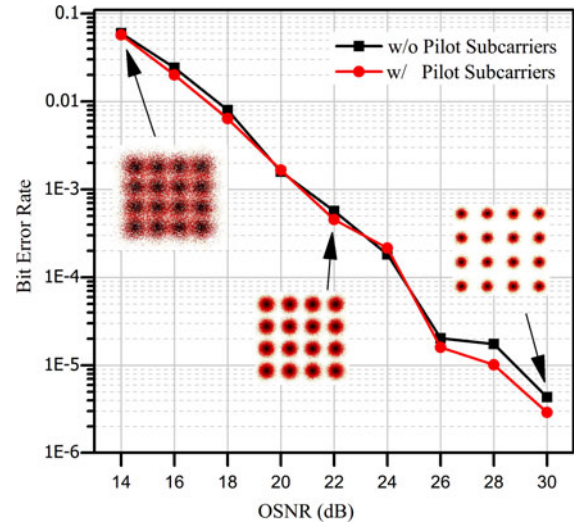 0.1
0.01
1E-3
1E-4
1E-5
1E-6
Bit Error Rate
w/o Pilot Subcarriers
w/ Pilot Subcarriers
14 16 18 20 22 24 26 28 30
OSNR (dB)